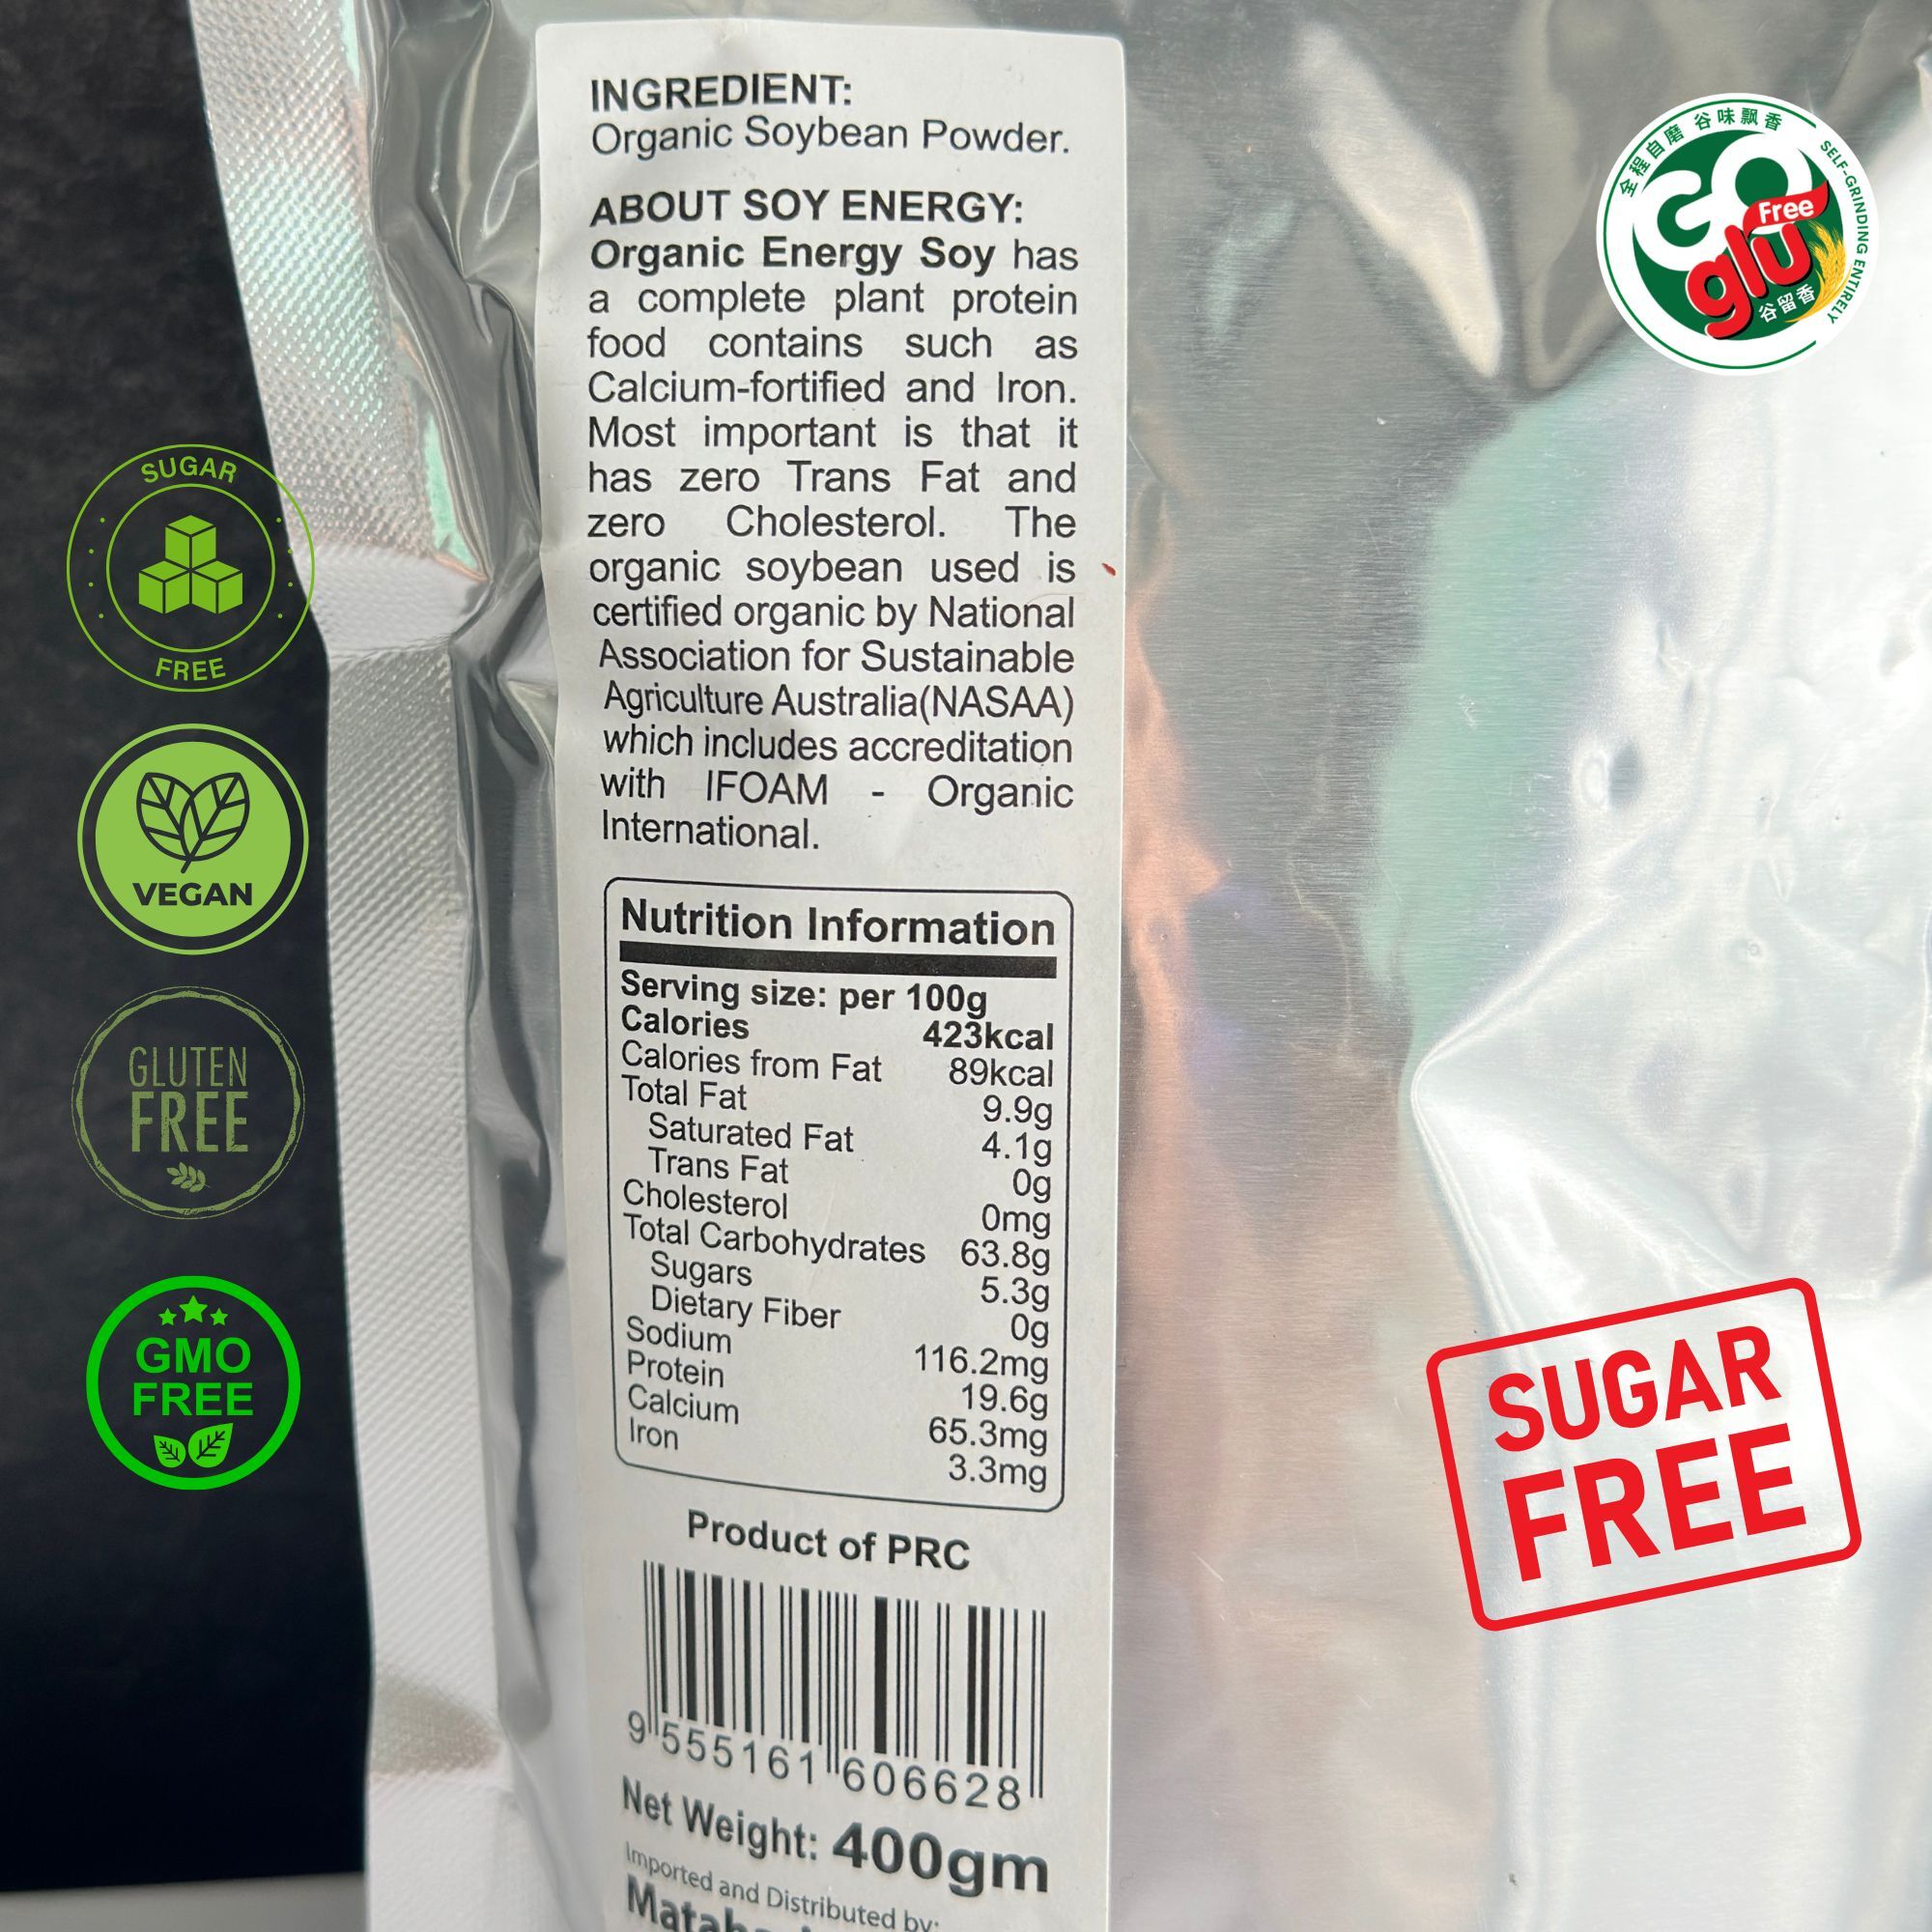 INGREDIENT:
Organic Soybean Powder.
ABOUT SOY ENERGY:
Organic Energy Soy has
a complete plant protein
food contains such as
Calcium-fortified and Iron.
Most important is that it
has zero Trans Fat and
zero Cholesterol. The
organic soybean used is
certified organic by National
Association for Sustainable
Agriculture Australia(NASAA)
which includes accreditation
with IFOAM - Organic
International.
Nutrition Information
Serving size: per 100g
Calories 423kcal
Calories from Fat 89kcal
Total Fat 9.9g
Saturated Fat 4.1g
Trans Fat 0g
Cholesterol 0mg
Total Carbohydrates 63.8g
Sugars 5.3g
Dietary Fiber 0g
Sodium 116.2mg
Protein 19.6g
Calcium 65.3mg
Iron 3.3mg
Product of PRC
9 555161 606628
Net Weight: 400gm
Imported and Distributed by:
SUGAR
FREE
VEGAN
GLUTEN
FREE
GMO
FREE
全程自磨 谷味飘香
SELF-GRINDING ENTIRELY
GO
Free
glu
谷留香
SUGAR
FREE